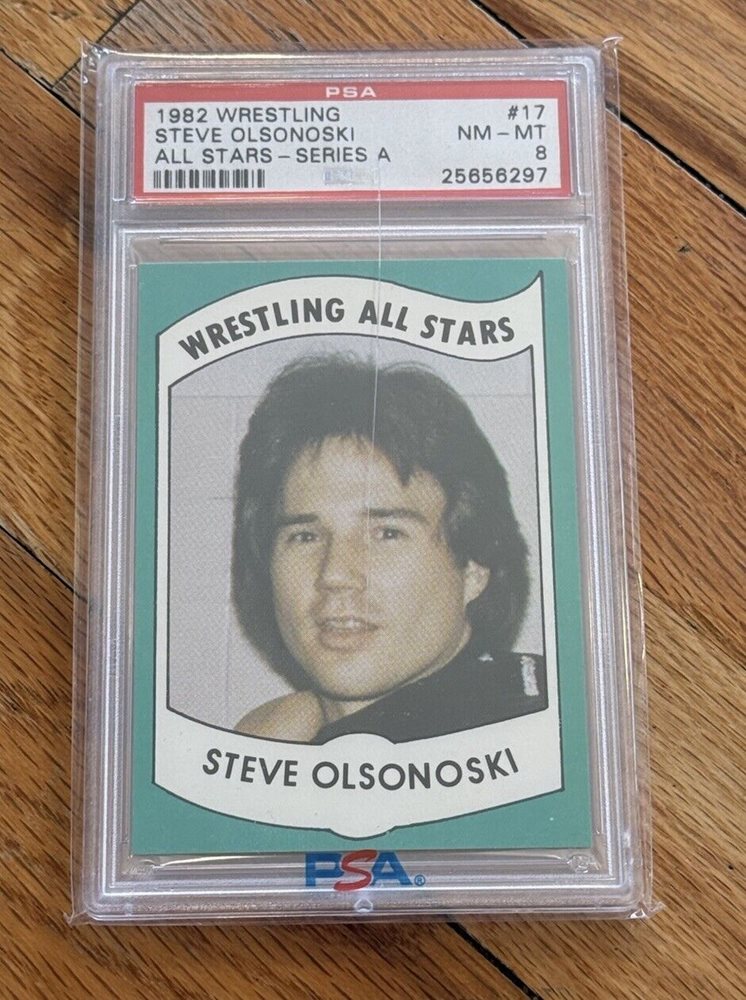 PSA
1982 WRESTLING #17
STEVE OLSONOSKI NM - MT
ALL STARS - SERIES A 8
25656297
WRESTLING ALL STARS
STEVE OLSONOSKI
PSA®